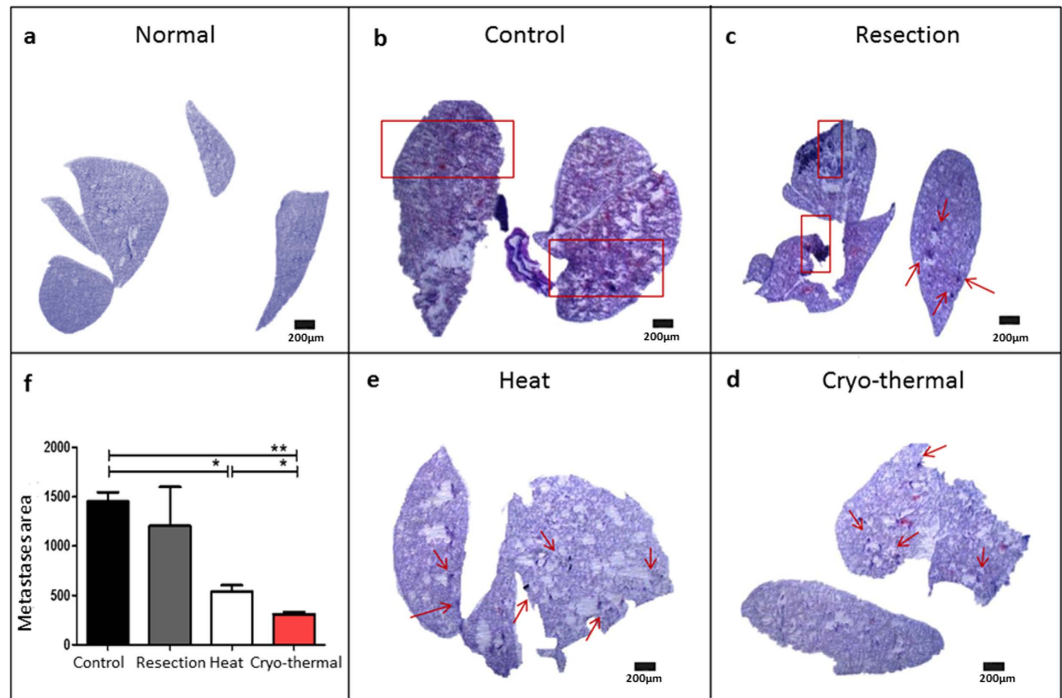 a Normal
200μm
b Control
200μm
c Resection
200μm
f
Metastases area
2000
1500
1000
500
0
**
* *
Control Resection Heat Cryo-thermal
e Heat
200μm
d Cryo-thermal
200μm